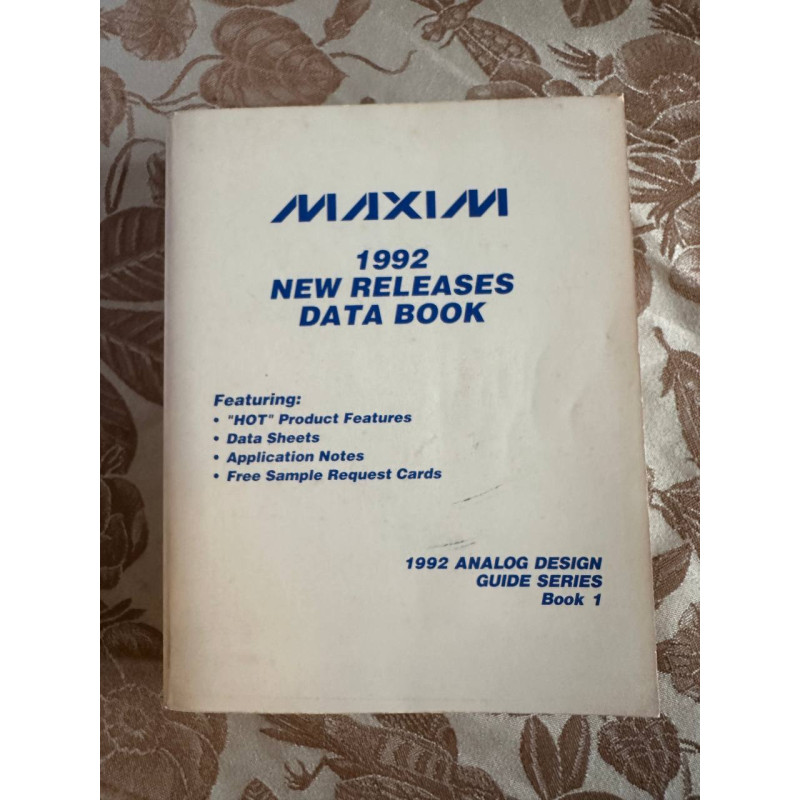 MAXIM
1992
NEW RELEASES
DATA BOOK
Featuring:
• "HOT" Product Features
• Data Sheets
• Application Notes
• Free Sample Request Cards
1992 ANALOG DESIGN
GUIDE SERIES
Book 1